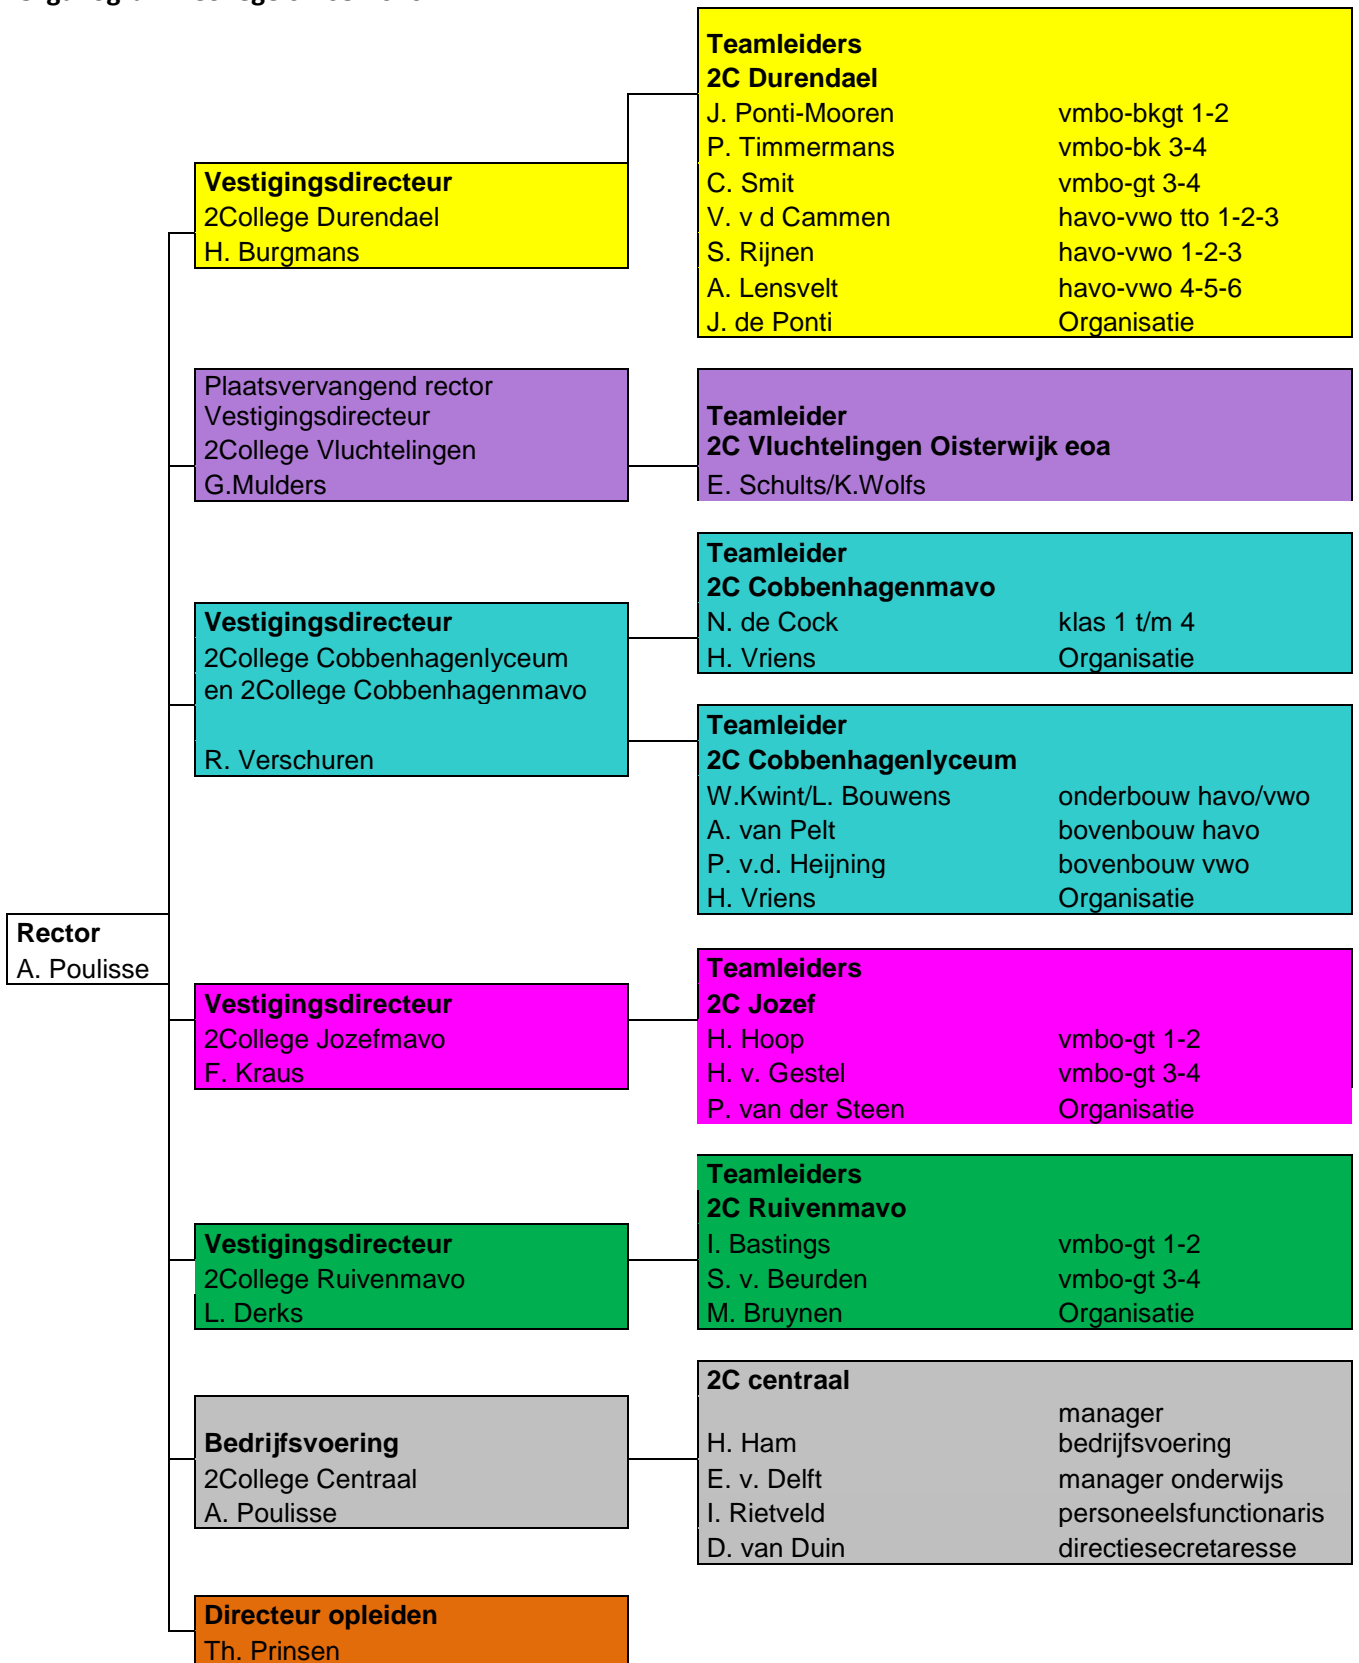 Teamleiders
2C Durendael
J. Ponti-Mooren vmbo-bkgt 1-2
P. Timmermans vmbo-bk 3-4
C. Smit vmbo-gt 3-4
V. v d Cammen havo-vwo tto 1-2-3
S. Rijnen havo-vwo 1-2-3
A. Lensvelt havo-vwo 4-5-6
J. de Ponti Organisatie
Vestigingsdirecteur
2College Durendael
H. Burgmans
Plaatsvervangend rector
Vestigingsdirecteur
2College Vluchtelingen
G.Mulders
Teamleider
2C Vluchtelingen Oisterwijk eoa
E. Schults/K.Wolfs
Teamleider
2C Cobbenhagenmavo
N. de Cock klas 1 t/m 4
H. Vriens Organisatie
Vestigingsdirecteur
2College Cobbenhagenlyceum
en 2College Cobbenhagenmavo
R. Verschuren
Teamleider
2C Cobbenhagenlyceum
W.Kwint/L. Bouwens onderbouw havo/vwo
A. van Pelt bovenbouw havo
P. v.d. Heijning bovenbouw vwo
H. Vriens Organisatie
Rector
A. Poulisse
Vestigingsdirecteur
2College Jozefmavo
F. Kraus
Teamleiders
2C Jozef
H. Hoop vmbo-gt 1-2
H. v. Gestel vmbo-gt 3-4
P. van der Steen Organisatie
Vestigingsdirecteur
2College Ruivenmavo
L. Derks
Teamleiders
2C Ruivenmavo
I. Bastings vmbo-gt 1-2
S. v. Beurden vmbo-gt 3-4
M. Bruynen Organisatie
Bedrijfsvoering
2College Centraal
A. Poulisse
2C centraal
manager
H. Ham bedrijfsvoering
E. v. Delft manager onderwijs
I. Rietveld personeelsfunctionaris
D. van Duin directiesecretaresse
Directeur opleiden
Th. Prinsen